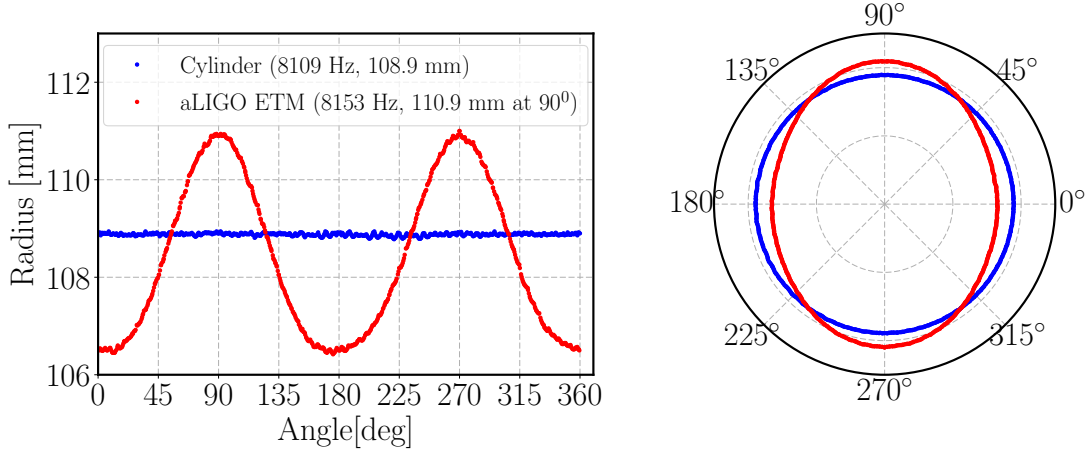 112
110
108
106
Radius [mm]
Cylinder (8109 Hz, 108.9 mm)
aLIGO ETM (8153 Hz, 110.9 mm at 90⁰)
0 45 90 135 180 225 270 315 360
Angle[deg]
90°
135° 45°
180° 0°
225° 315°
270°